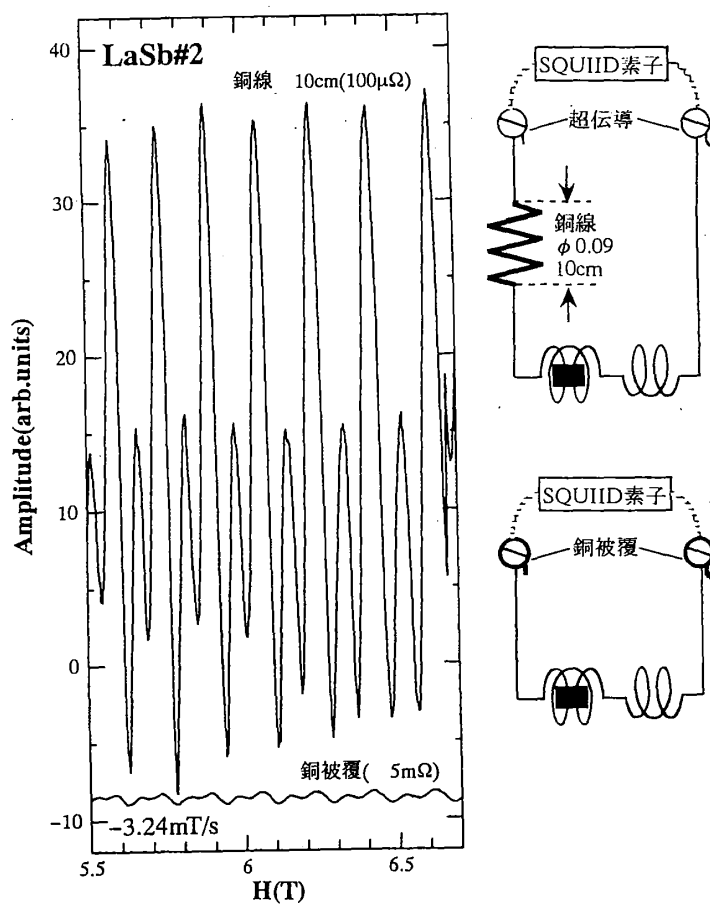 40
30
20
10
0
−10
Amplitude(arb.units)
LaSb#2
銅線 10cm(100μΩ)
銅被覆( 5mΩ)
−3.24mT/s
5.5
6
6.5
H(T)
SQUIID素子
超伝導
銅線
φ0.09
10cm
SQUIID素子
銅被覆